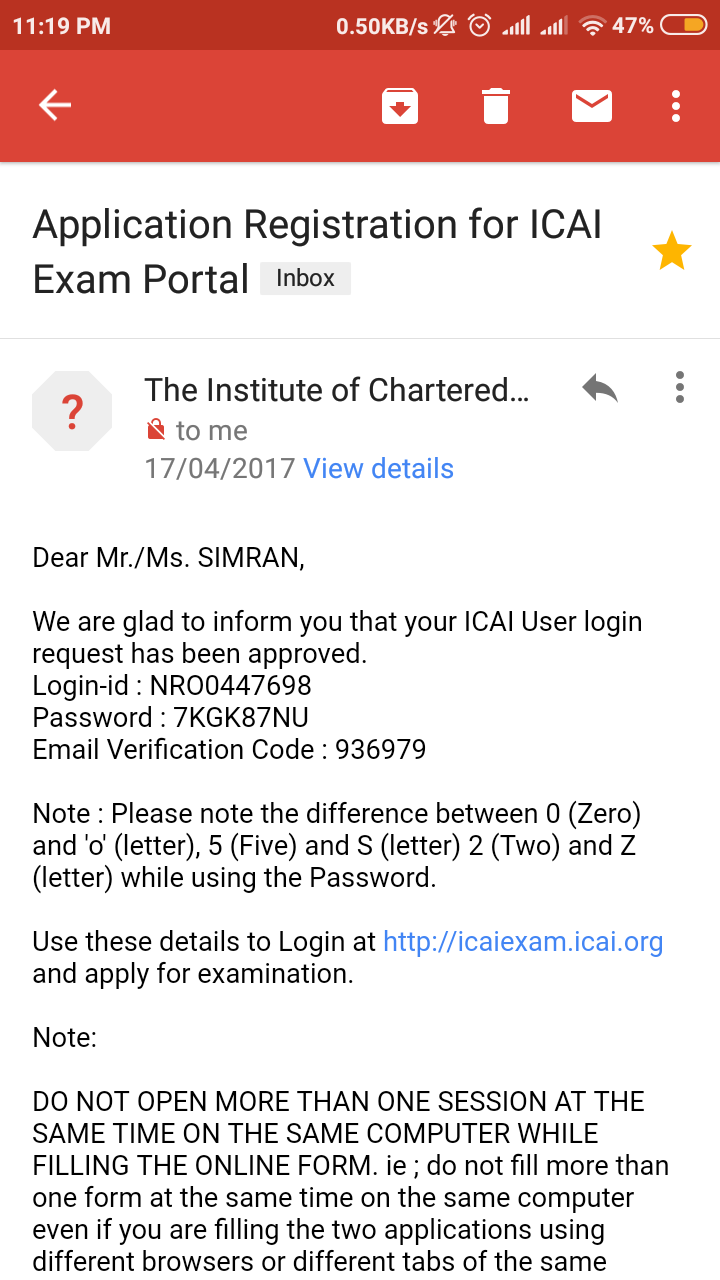 11:19 PM 0.50KB/s 47%
Application Registration for ICAI
Exam Portal Inbox
?
The Institute of Chartered...
to me
17/04/2017 View details
Dear Mr./Ms. SIMRAN,
We are glad to inform you that your ICAI User login
request has been approved.
Login-id : NRO0447698
Password : 7KGK87NU
Email Verification Code : 936979
Note : Please note the difference between 0 (Zero)
and 'o' (letter), 5 (Five) and S (letter) 2 (Two) and Z
(letter) while using the Password.
Use these details to Login at http://icaiexam.icai.org
and apply for examination.
Note:
DO NOT OPEN MORE THAN ONE SESSION AT THE
SAME TIME ON THE SAME COMPUTER WHILE
FILLING THE ONLINE FORM. ie ; do not fill more than
one form at the same time on the same computer
even if you are filling the two applications using
different browsers or different tabs of the same